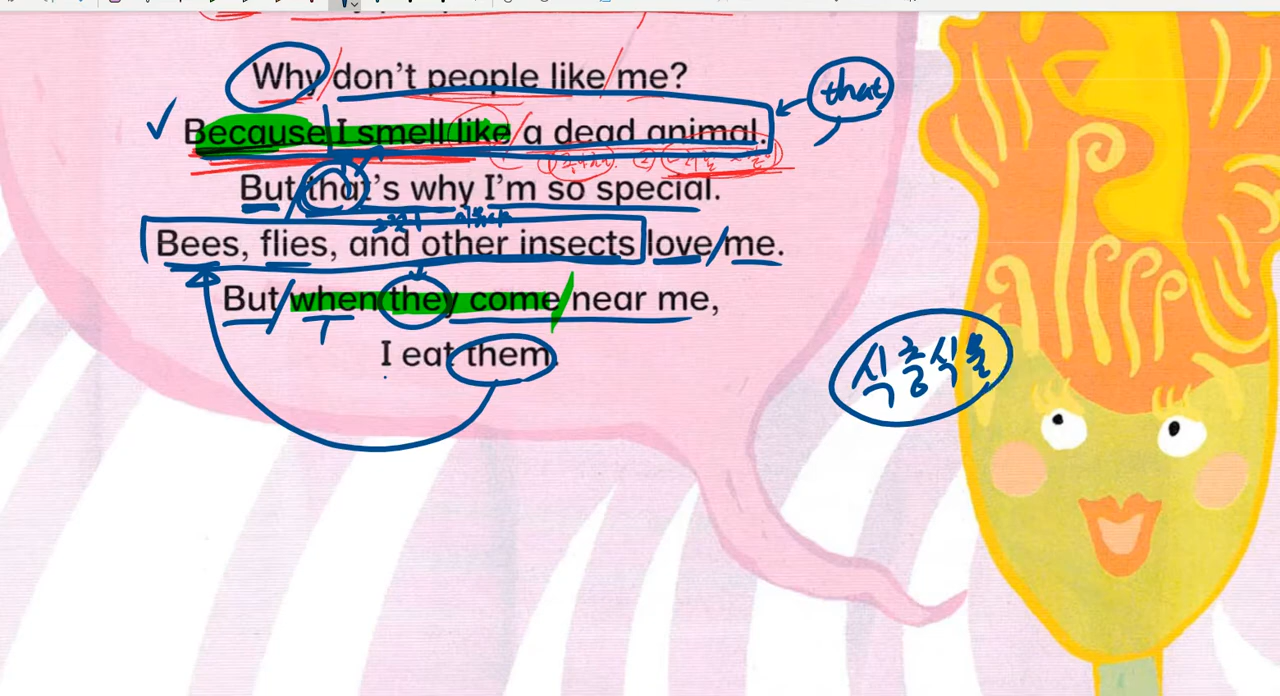 Why don't people like me?
that
Because I smell like a dead animal.
But that's why I'm so special.
Bees, flies, and other insects love me.
But when they come near me,
I eat them.
식충식물